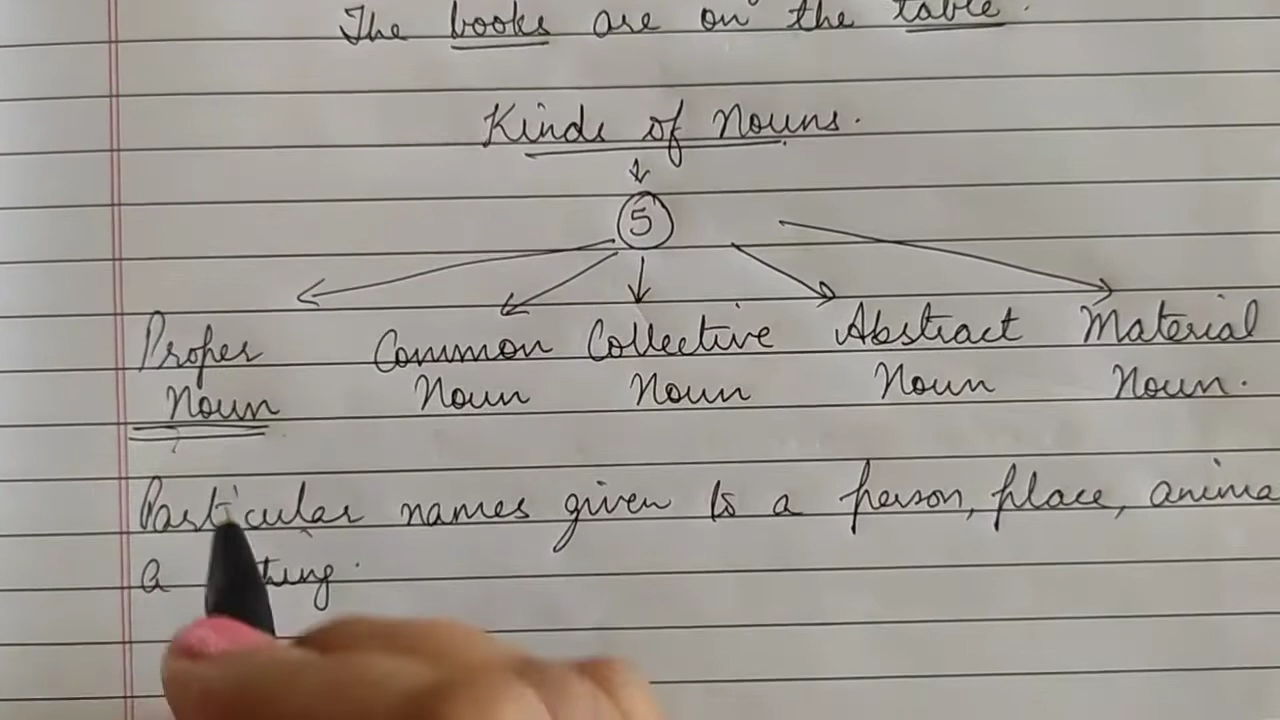 The books are on the table.
Kinds of Nouns.
5
Proper Common Collective Abstract Material
Noun Noun Noun Noun Noun.
Particular names given to a person, place, anima
a thing.